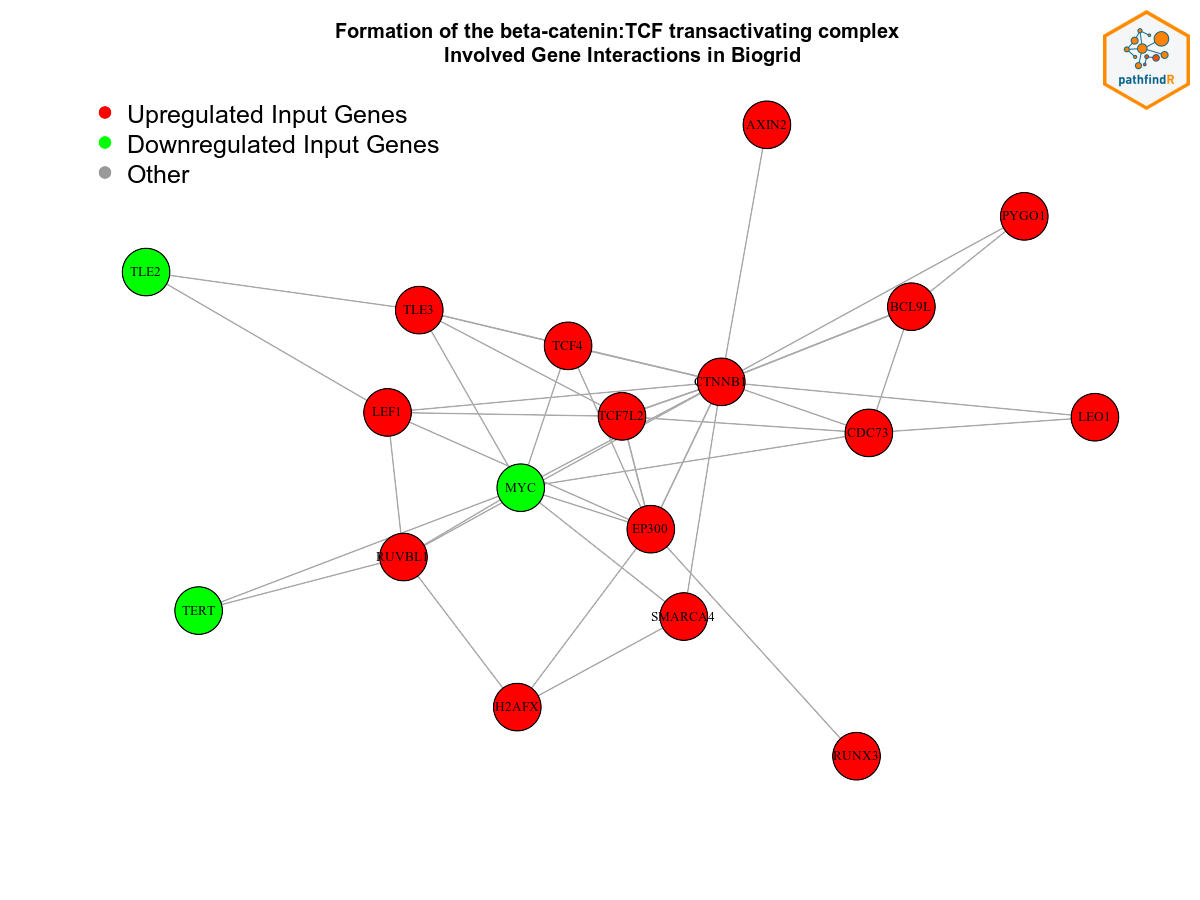 Formation of the beta-catenin:TCF transactivating complex
Involved Gene Interactions in Biogrid
pathfindR
Upregulated Input Genes
Downregulated Input Genes
Other
AXIN2
PYGO1
TLE2
TLE3
BCL9L
TCF4
CTNNB1
LEF1
TCF7L2
LEO1
CDC73
MYC
EP300
RUVBL1
TERT
SMARCA4
H2AFX
RUNX3